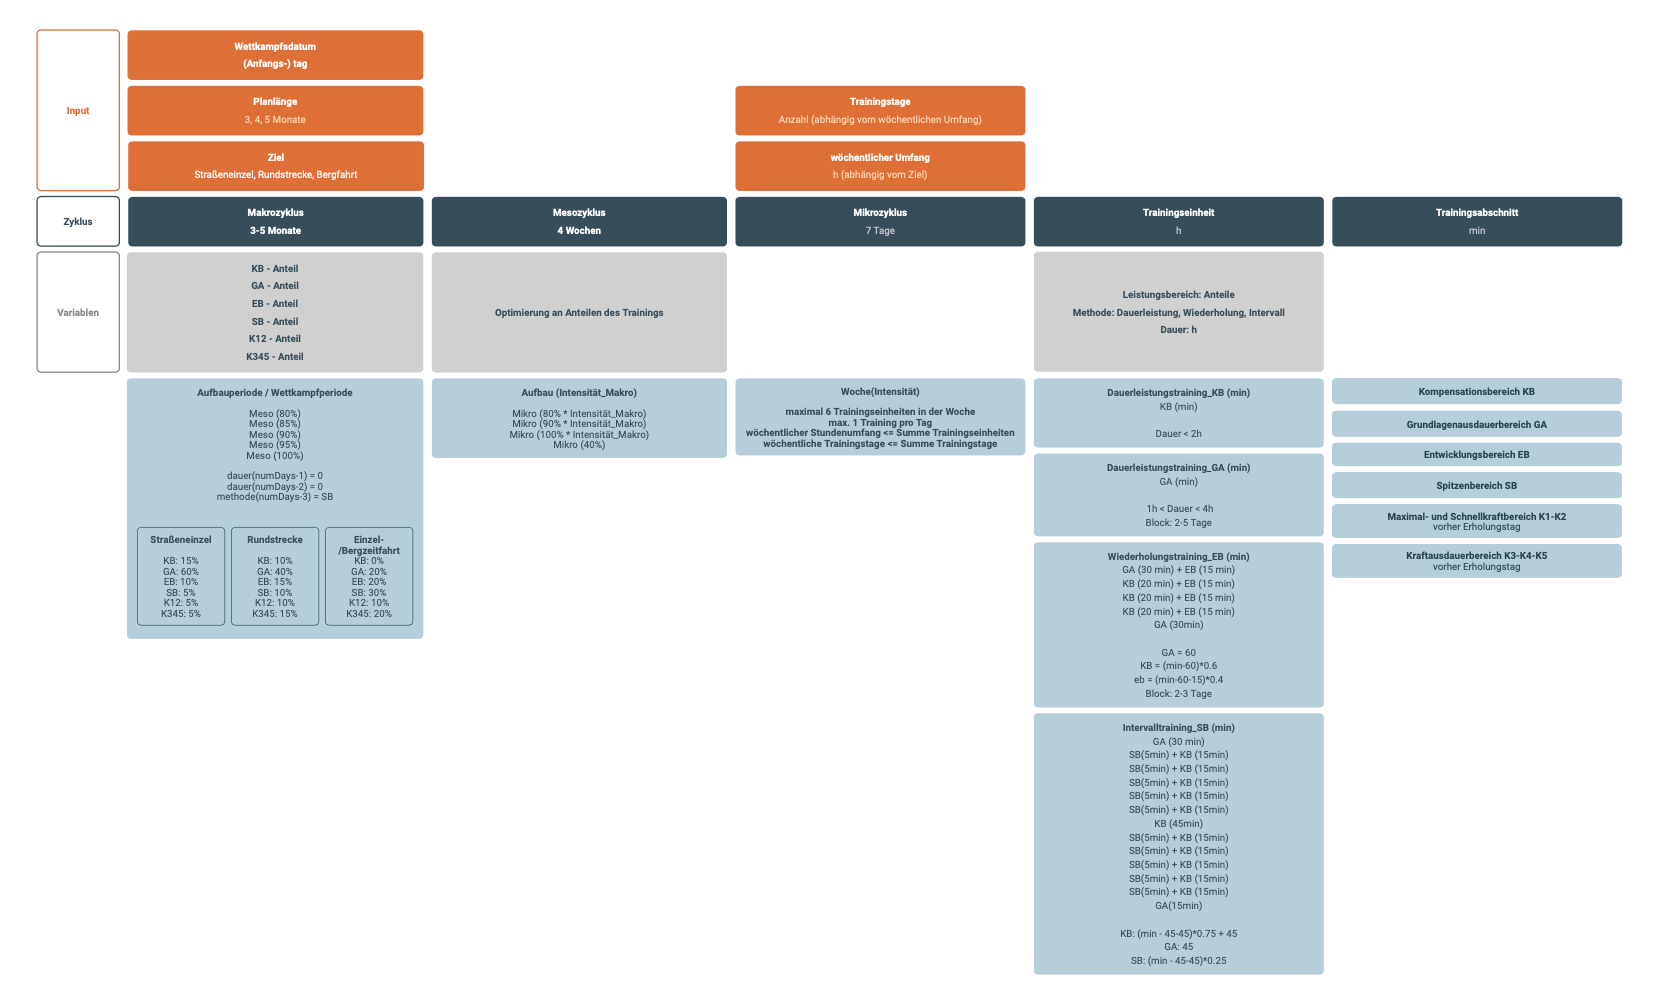 Input
Wettkampfsdatum
(Anfangs-) tag
Planlänge
3, 4, 5 Monate
Ziel
Straßeneinzel, Rundstrecke, Bergfahrt
Trainingstage
Anzahl (abhängig vom wöchentlichen Umfang)
wöchentlicher Umfang
h (abhängig vom Ziel)
Zyklus
Makrozyklus
3-5 Monate
Mesozyklus
4 Wochen
Mikrozyklus
7 Tage
Trainingseinheit
h
Trainingsabschnitt
min
Variablen
KB - Anteil
GA - Anteil
EB - Anteil
SB - Anteil
K12 - Anteil
K345 - Anteil
Optimierung an Anteilen des Trainings
Leistungsbereich: Anteile
Methode: Dauerleistung, Wiederholung, Intervall
Dauer: h
Aufbauperiode / Wettkampfperiode
Meso (80%)
Meso (85%)
Meso (90%)
Meso (95%)
Meso (100%)
dauer(numDays-1) = 0
dauer(numDays-2) = 0
methode(numDays-3) = SB
Straßeneinzel
KB: 15%
GA: 60%
EB: 10%
SB: 5%
K12: 5%
K345: 5%
Rundstrecke
KB: 10%
GA: 40%
EB: 15%
SB: 10%
K12: 10%
K345: 15%
Einzel-
/Bergzeitfahrt
KB: 0%
GA: 20%
EB: 20%
SB: 30%
K12: 10%
K345: 20%
Aufbau (Intensität_Makro)
Mikro (80% * Intensität_Makro)
Mikro (90% * Intensität_Makro)
Mikro (100% * Intensität_Makro)
Mikro (40%)
Woche(Intensität)
maximal 6 Trainingseinheiten in der Woche
max. 1 Training pro Tag
wöchentlicher Stundenumfang <= Summe Trainingseinheiten
wöchentliche Trainingstage <= Summe Trainingstage
Dauerleistungstraining_KB (min)
KB (min)
Dauer < 2h
Dauerleistungstraining_GA (min)
GA (min)
1h < Dauer < 4h
Block: 2-5 Tage
Wiederholungstraining_EB (min)
GA (30 min) + EB (15 min)
KB (20 min) + EB (15 min)
KB (20 min) + EB (15 min)
KB (20 min) + EB (15 min)
GA (30min)
GA = 60
KB = (min-60)*0.6
eb = (min-60-15)*0.4
Block: 2-3 Tage
Intervalltraining_SB (min)
GA (30 min)
SB(5min) + KB (15min)
SB(5min) + KB (15min)
SB(5min) + KB (15min)
SB(5min) + KB (15min)
SB(5min) + KB (15min)
KB (45min)
SB(5min) + KB (15min)
SB(5min) + KB (15min)
SB(5min) + KB (15min)
SB(5min) + KB (15min)
SB(5min) + KB (15min)
GA(15min)
KB: (min - 45-45)*0.75 + 45
GA: 45
SB: (min - 45-45)*0.25
Kompensationsbereich KB
Grundlagenausdauerbereich GA
Entwicklungsbereich EB
Spitzenbereich SB
Maximal- und Schnellkraftbereich K1-K2
vorher Erholungstag
Kraftausdauerbereich K3-K4-K5
vorher Erholungstag